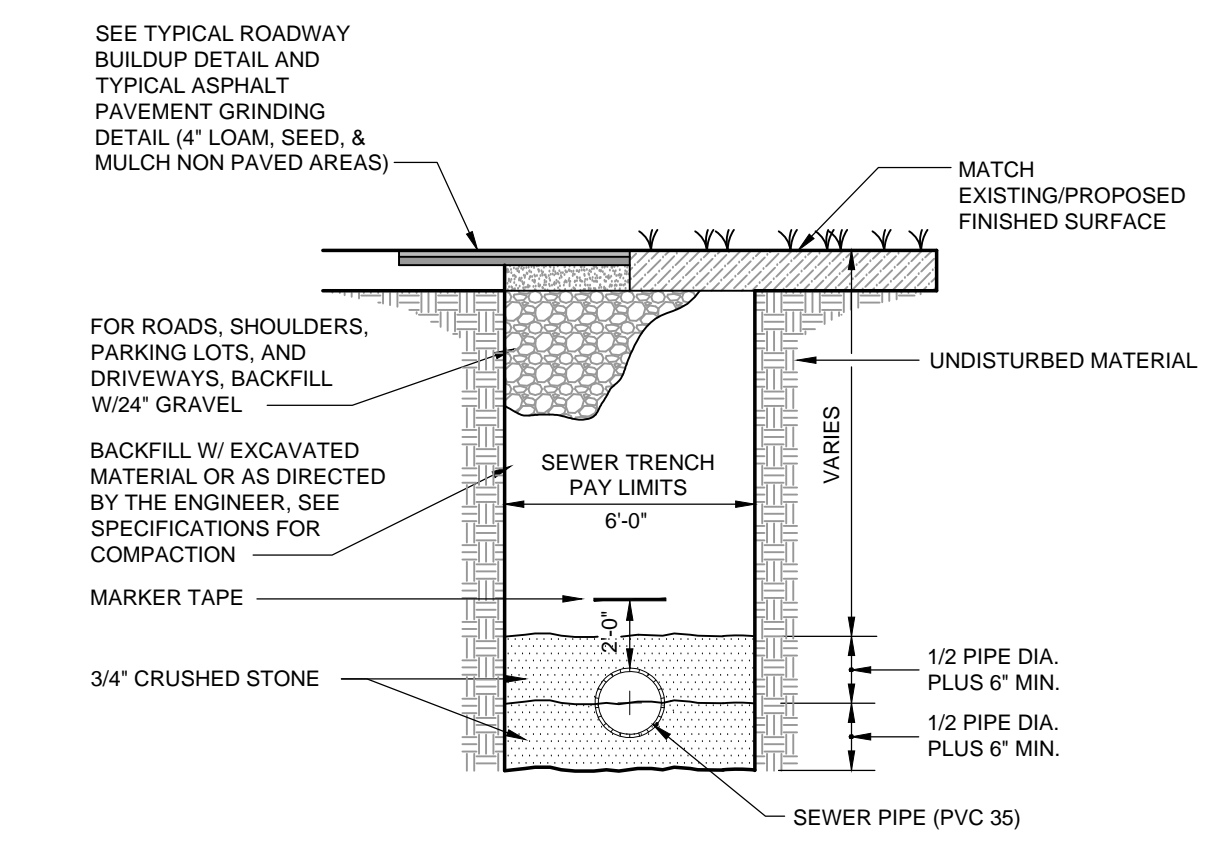 SEE TYPICAL ROADWAY
BUILDUP DETAIL AND
TYPICAL ASPHALT
PAVEMENT GRINDING
DETAIL (4" LOAM, SEED, &
MULCH NON PAVED AREAS)
MATCH
EXISTING/PROPOSED
FINISHED SURFACE
FOR ROADS, SHOULDERS,
PARKING LOTS, AND
DRIVEWAYS, BACKFILL
W/24" GRAVEL
UNDISTURBED MATERIAL
BACKFILL W/ EXCAVATED
MATERIAL OR AS DIRECTED
BY THE ENGINEER, SEE
SPECIFICATIONS FOR
COMPACTION
SEWER TRENCH
PAY LIMITS
6'-0"
VARIES
MARKER TAPE
2'-0"
3/4" CRUSHED STONE
1/2 PIPE DIA.
PLUS 6" MIN.
1/2 PIPE DIA.
PLUS 6" MIN.
SEWER PIPE (PVC 35)